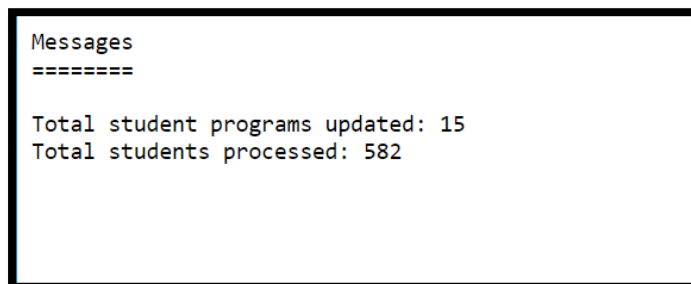 Messages
========
Total student programs updated: 15
Total students processed: 582